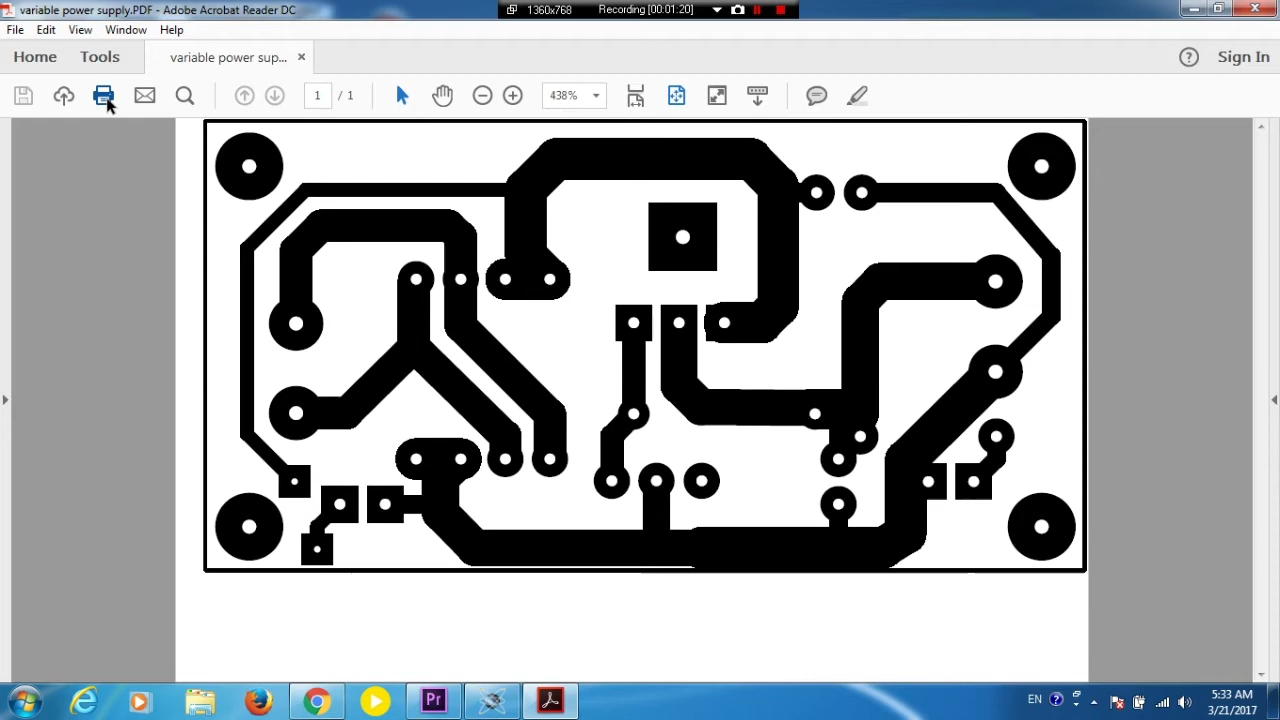 variable power supply.PDF - Adobe Acrobat Reader DC
1360x768
Recording [00:01:20]
File Edit View Window Help
Home Tools variable power sup... × Sign In
1 / 1 438%
EN
5:33 AM
3/21/2017
Pr